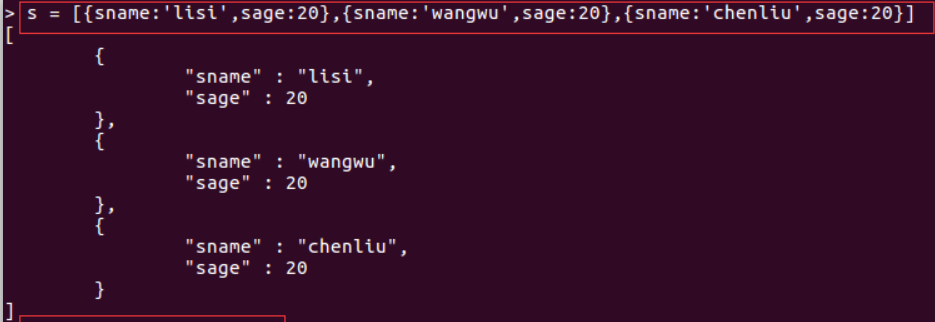 > s = [{sname:'lisi',sage:20},{sname:'wangwu',sage:20},{sname:'chenliu',sage:20}]
[
        {
                "sname" : "lisi",
                "sage" : 20
        },
        {
                "sname" : "wangwu",
                "sage" : 20
        },
        {
                "sname" : "chenliu",
                "sage" : 20
        }
]